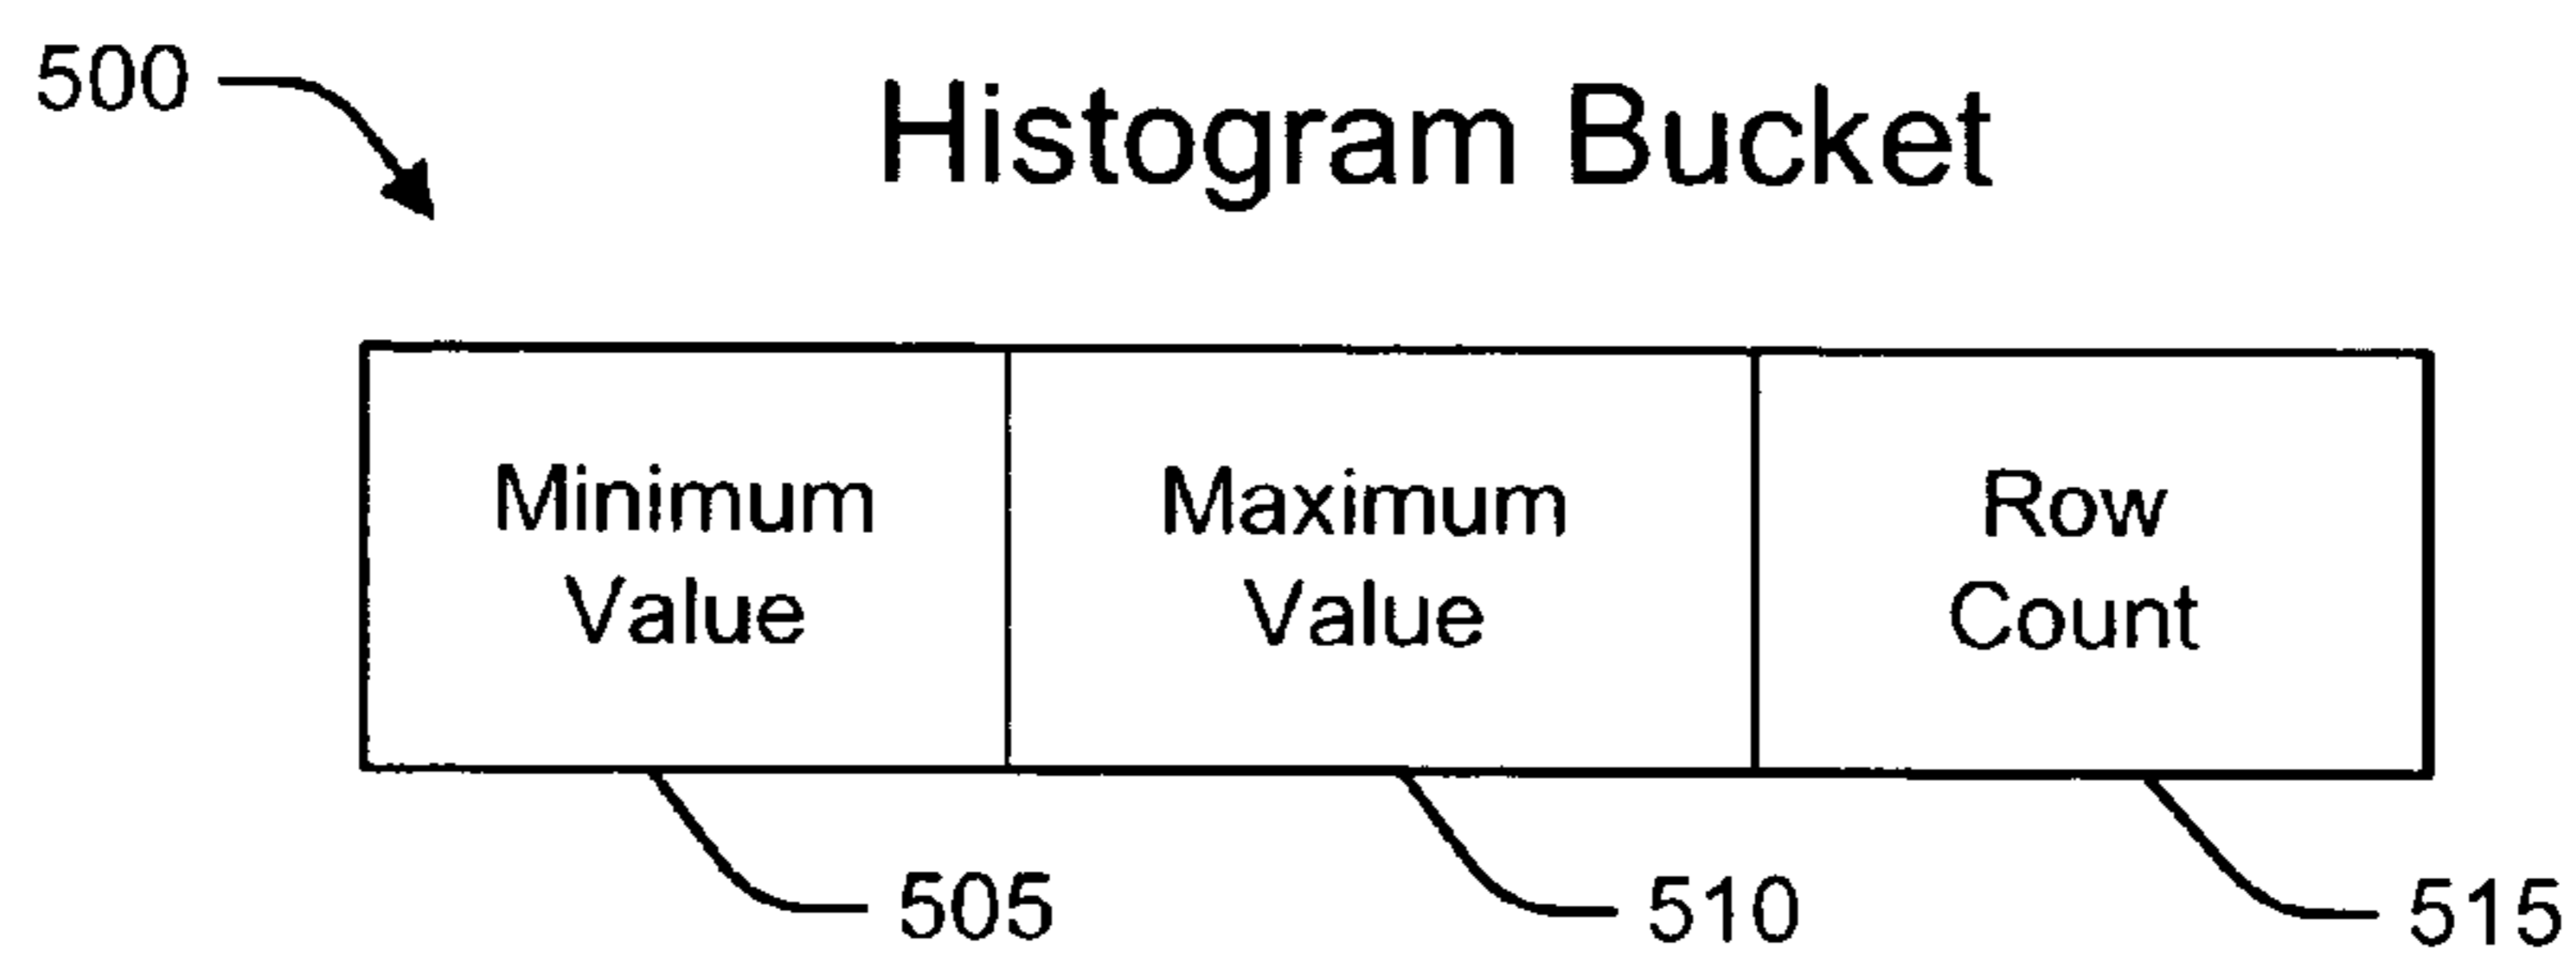 500
Histogram Bucket
Minimum
Value
Maximum
Value
Row
Count
505
510
515